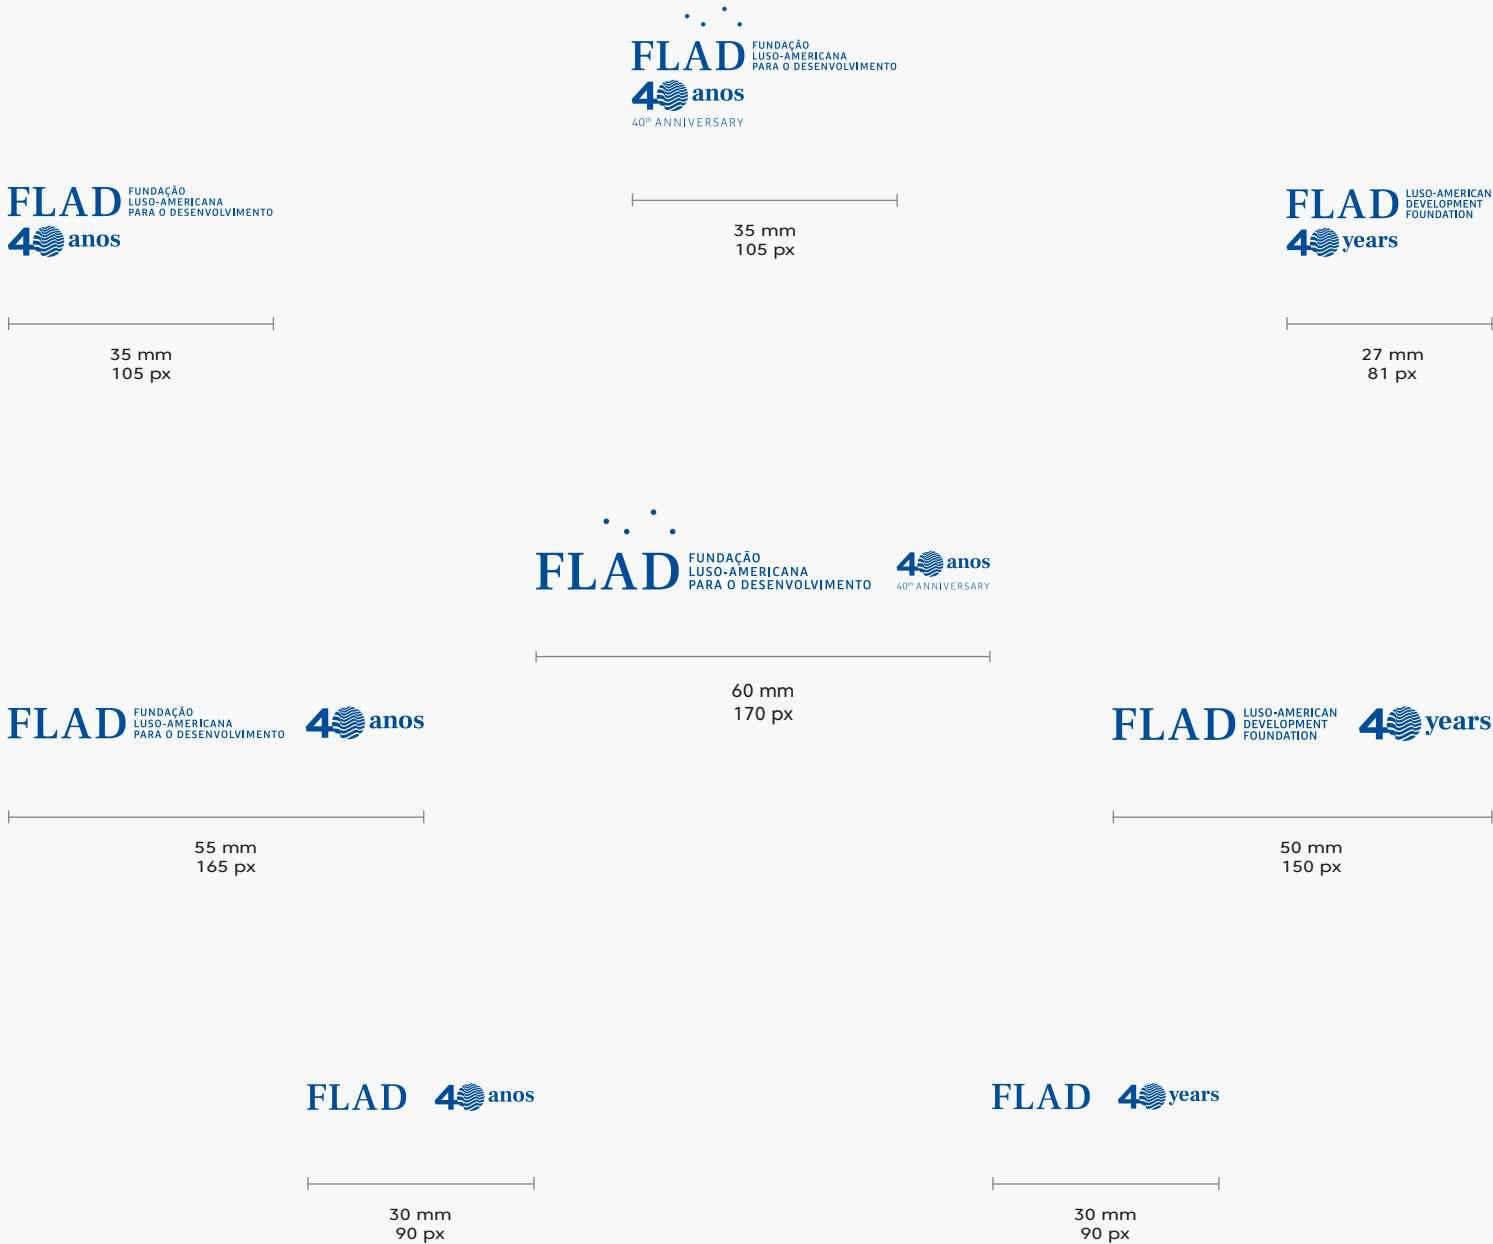 FLAD
FUNDAÇÃO
LUSO-AMERICANA
PARA O DESENVOLVIMENTO
40 anos
40th ANNIVERSARY
35 mm
105 px
FLAD
FUNDAÇÃO
LUSO-AMERICANA
PARA O DESENVOLVIMENTO
40 anos
35 mm
105 px
FLAD
LUSO-AMERICAN
DEVELOPMENT
FOUNDATION
40 years
27 mm
81 px
FLAD
FUNDAÇÃO
LUSO-AMERICANA
PARA O DESENVOLVIMENTO
40 anos
40th ANNIVERSARY
60 mm
170 px
FLAD
FUNDAÇÃO
LUSO-AMERICANA
PARA O DESENVOLVIMENTO
40 anos
55 mm
165 px
FLAD
LUSO-AMERICAN
DEVELOPMENT
FOUNDATION
40 years
50 mm
150 px
FLAD
40 anos
30 mm
90 px
FLAD
40 years
30 mm
90 px